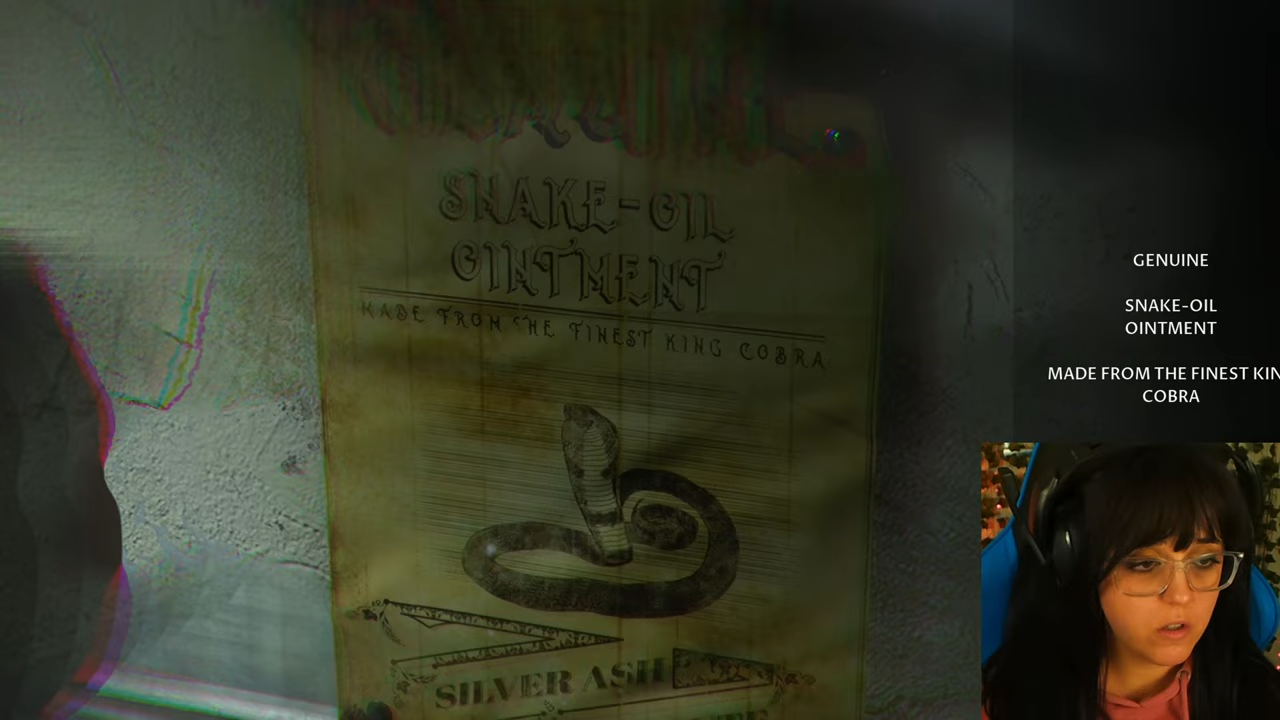 GENUINE
SNAKE-OIL
OINTMENT
MADE FROM THE FINEST KING COBRA
SILVER ASH
GENUINE
SNAKE-OIL
OINTMENT
MADE FROM THE FINEST KIN
COBRA